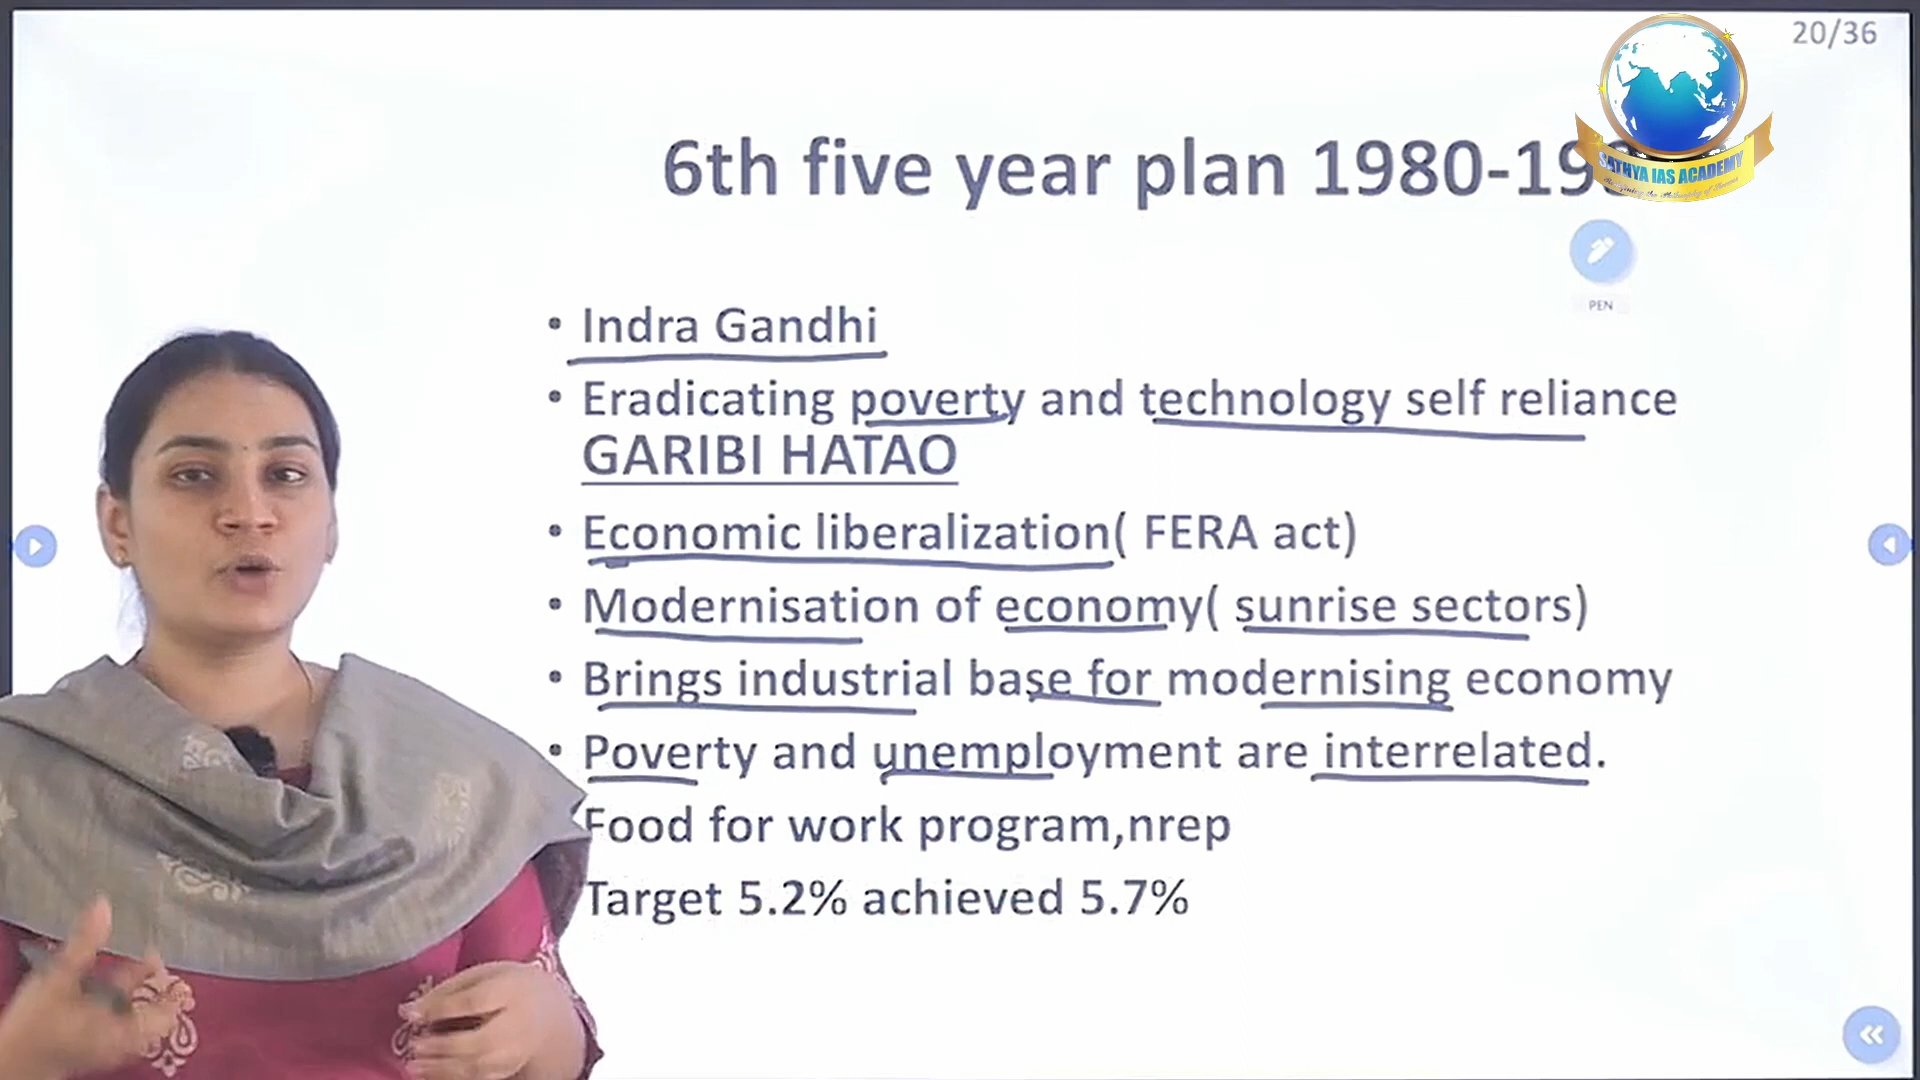 20/36
SATHYA IAS ACADEMY
6th five year plan 1980-19
PEN
• Indra Gandhi
• Eradicating poverty and technology self reliance
GARIBI HATAO
• Economic liberalization( FERA act)
• Modernisation of economy( sunrise sectors)
• Brings industrial base for modernising economy
• Poverty and unemployment are interrelated.
Food for work program,nrep
Target 5.2% achieved 5.7%